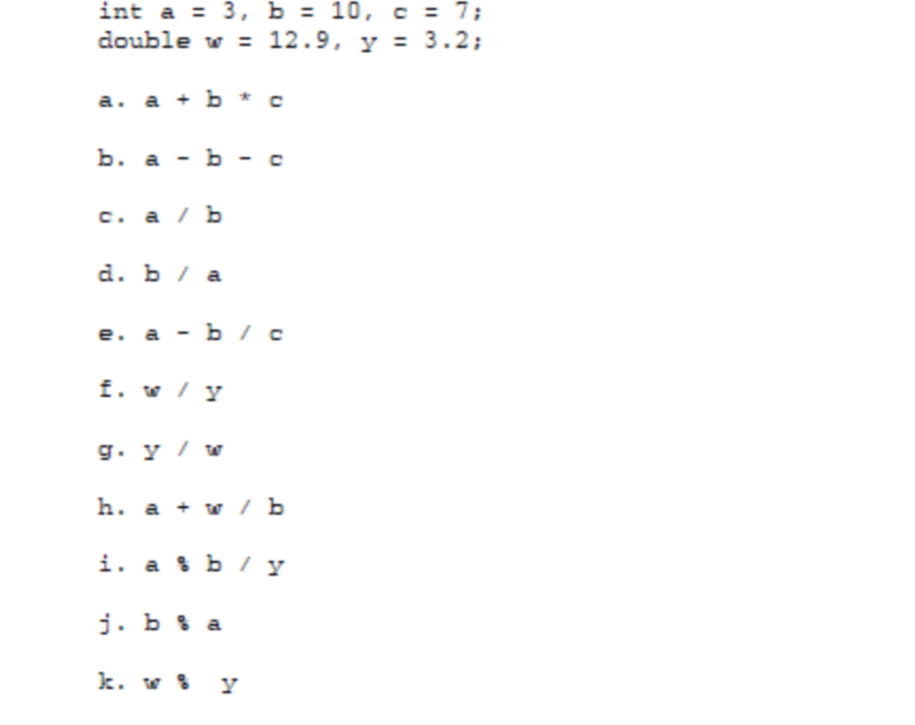 int a = 3, b = 10, c = 7;
double w = 12.9, y = 3.2;
a. a + b * c
b. a - b - c
c. a / b
d. b / a
e. a - b / c
f. w / y
g. y / w
h. a + w / b
i. a % b / y
j. b % a
k. w %  y